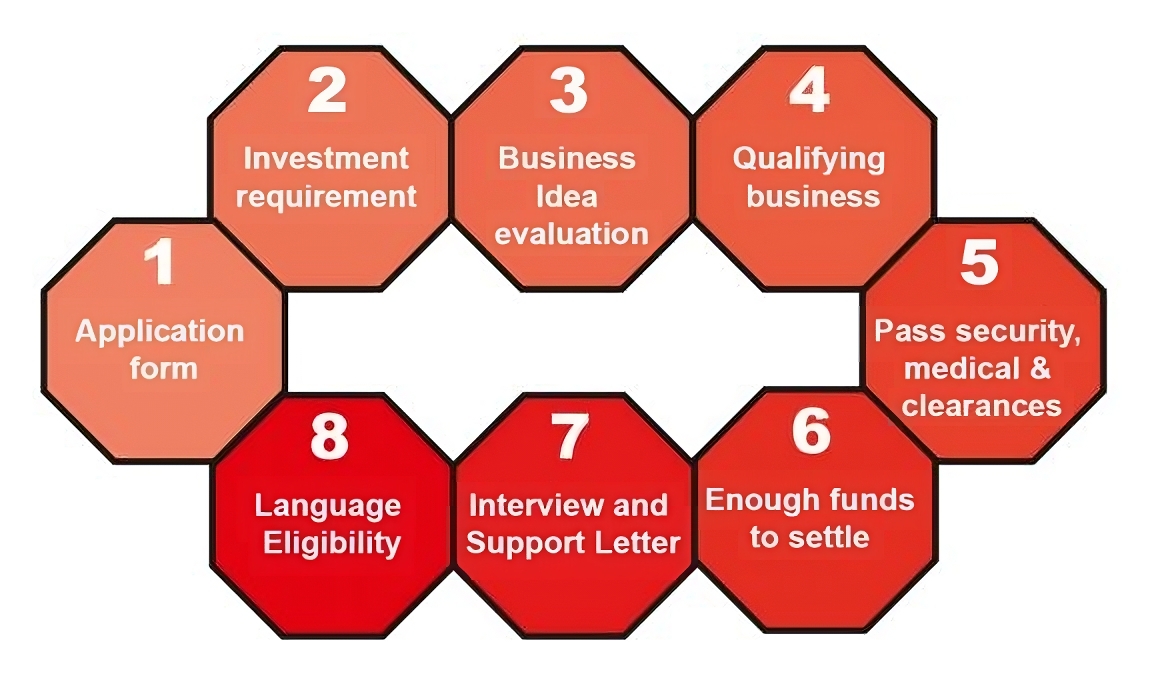 1
Application
form
2
Investment
requirement
3
Business
Idea
evaluation
4
Qualifying
business
5
Pass security,
medical &
clearances
6
Enough funds
to settle
7
Interview and
Support Letter
8
Language
Eligibility